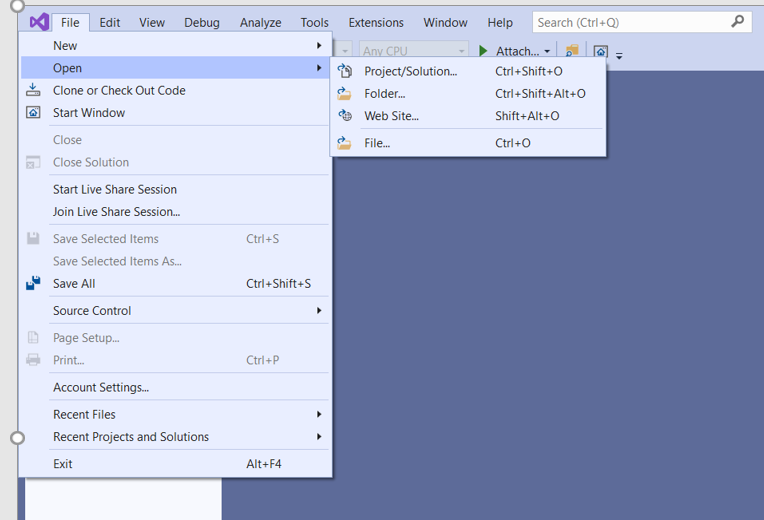 File Edit View Debug Analyze Tools Extensions Window Help Search (Ctrl+Q)
Any CPU Attach...
New
Open
Project/Solution... Ctrl+Shift+O
Clone or Check Out Code
Folder... Ctrl+Shift+Alt+O
Start Window
Web Site... Shift+Alt+O
Close
File... Ctrl+O
Close Solution
Start Live Share Session
Join Live Share Session...
Save Selected Items Ctrl+S
Save Selected Items As...
Save All Ctrl+Shift+S
Source Control
Page Setup...
Print... Ctrl+P
Account Settings...
Recent Files
Recent Projects and Solutions
Exit Alt+F4